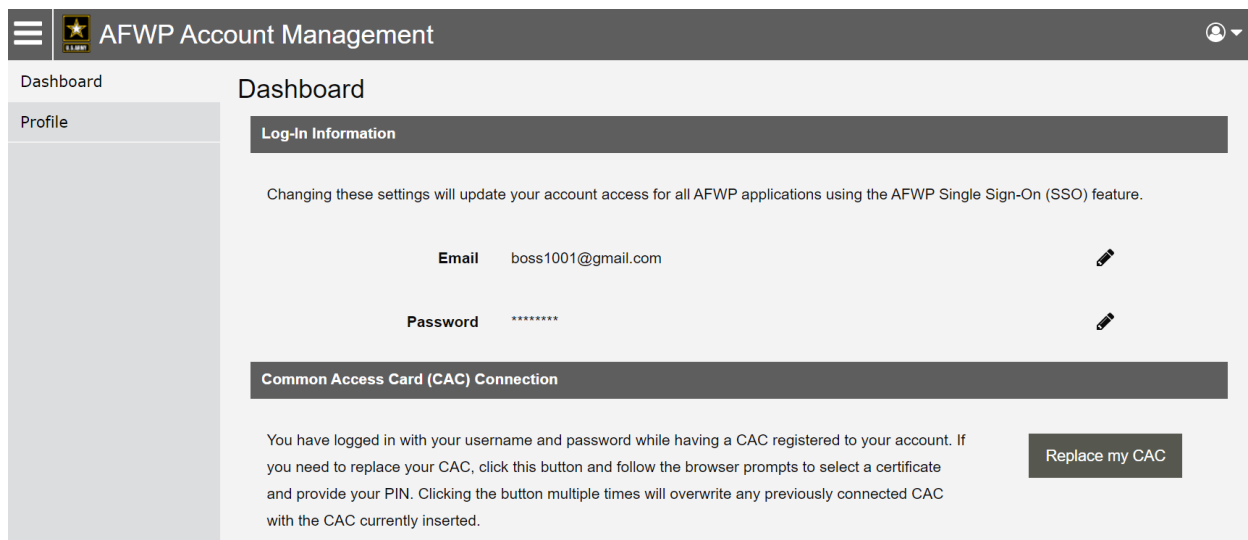 U.S. ARMY
AFWP Account Management
Dashboard
Profile
Dashboard
Log-In Information
Changing these settings will update your account access for all AFWP applications using the AFWP Single Sign-On (SSO) feature.
Email boss1001@gmail.com
Password ********
Common Access Card (CAC) Connection
You have logged in with your username and password while having a CAC registered to your account. If
you need to replace your CAC, click this button and follow the browser prompts to select a certificate
and provide your PIN. Clicking the button multiple times will overwrite any previously connected CAC
with the CAC currently inserted.
Replace my CAC